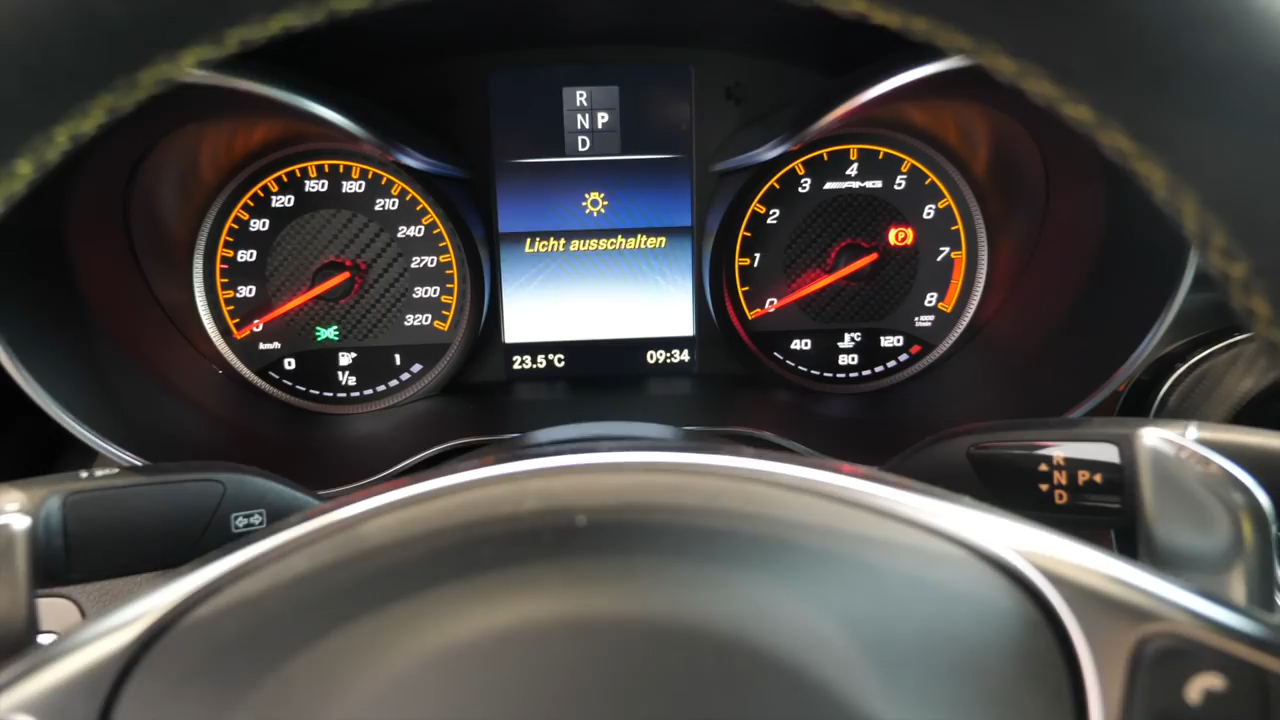 R
N P
D
Licht ausschalten
23.5°C
09:34
0
30
60
90
120
150
180
210
240
270
300
320
km/h
0
1/2
1
0
1
2
3
4
5
6
7
8
AMG
P
x 1000
1/min
40
°C
80
120
R
N P
D